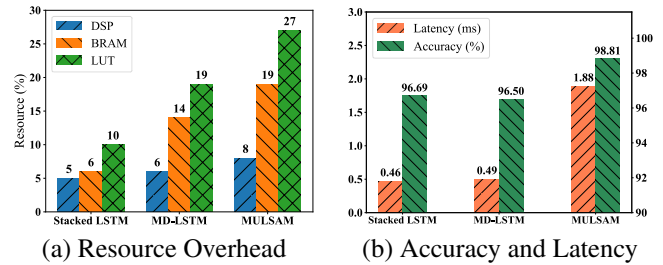 30
25
20
15
10
5
0
Resource (%)
DSP
BRAM
LUT
5
6
10
6
14
19
8
19
27
Stacked LSTM
MD-LSTM
MULSAM
(a) Resource Overhead
3.0
2.5
2.0
1.5
1.0
0.5
0.0
Latency (ms)
Accuracy (%)
0.46
96.69
0.49
96.50
1.88
98.81
100
98
96
94
92
90
Stacked LSTM
MD-LSTM
MULSAM
(b) Accuracy and Latency